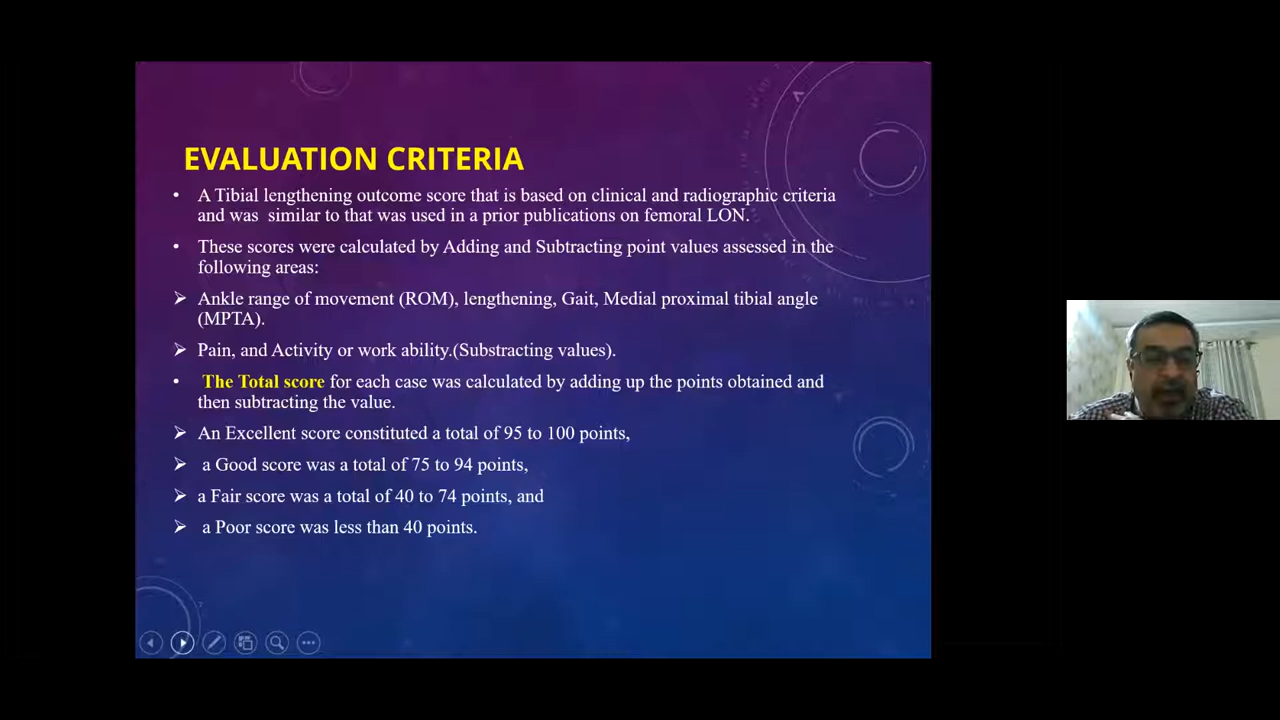 EVALUATION CRITERIA
• A Tibial lengthening outcome score that is based on clinical and radiographic criteria
and was similar to that was used in a prior publications on femoral LON.
• These scores were calculated by Adding and Subtracting point values assessed in the
following areas:
➢ Ankle range of movement (ROM), lengthening, Gait, Medial proximal tibial angle
(MPTA).
➢ Pain, and Activity or work ability.(Substracting values).
• The Total score for each case was calculated by adding up the points obtained and
then subtracting the value.
➢ An Excellent score constituted a total of 95 to 100 points,
➢ a Good score was a total of 75 to 94 points,
➢ a Fair score was a total of 40 to 74 points, and
➢ a Poor score was less than 40 points.